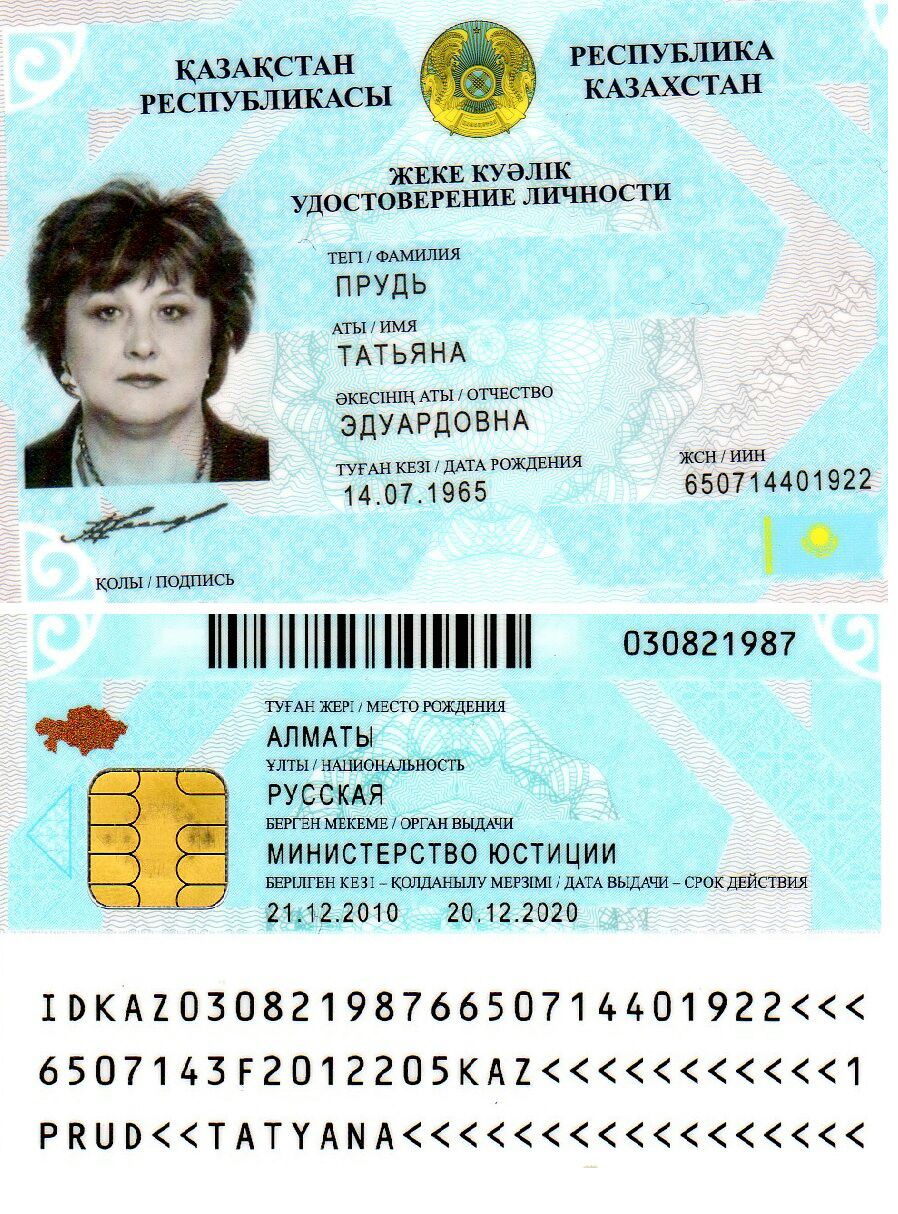 ҚАЗАҚСТАН
РЕСПУБЛИКАСЫ
РЕСПУБЛИКА
КАЗАХСТАН
ЖЕКЕ КУӘЛІК
УДОСТОВЕРЕНИЕ ЛИЧНОСТИ
ТЕГІ / ФАМИЛИЯ
ПРУДЬ
АТЫ / ИМЯ
ТАТЬЯНА
ӘКЕСІНІҢ АТЫ / ОТЧЕСТВО
ЭДУАРДОВНА
ТУҒАН КЕЗІ / ДАТА РОЖДЕНИЯ
14.07.1965
ЖСН / ИИН
650714401922
ҚОЛЫ / ПОДПИСЬ
030821987
ТУҒАН ЖЕРІ / МЕСТО РОЖДЕНИЯ
АЛМАТЫ
ҰЛТЫ / НАЦИОНАЛЬНОСТЬ
РУССКАЯ
БЕРГЕН МЕКЕМЕ / ОРГАН ВЫДАЧИ
МИНИСТЕРСТВО ЮСТИЦИИ
БЕРІЛГЕН КЕЗІ – ҚОЛДАНЫЛУ МЕРЗІМІ / ДАТА ВЫДАЧИ – СРОК ДЕЙСТВИЯ
21.12.2010 20.12.2020
IDKAZ0308219876650714401922<<<
6507143F2012205KAZ<<<<<<<<<<<1
PRUD<<TATYANA<<<<<<<<<<<<<<<<<